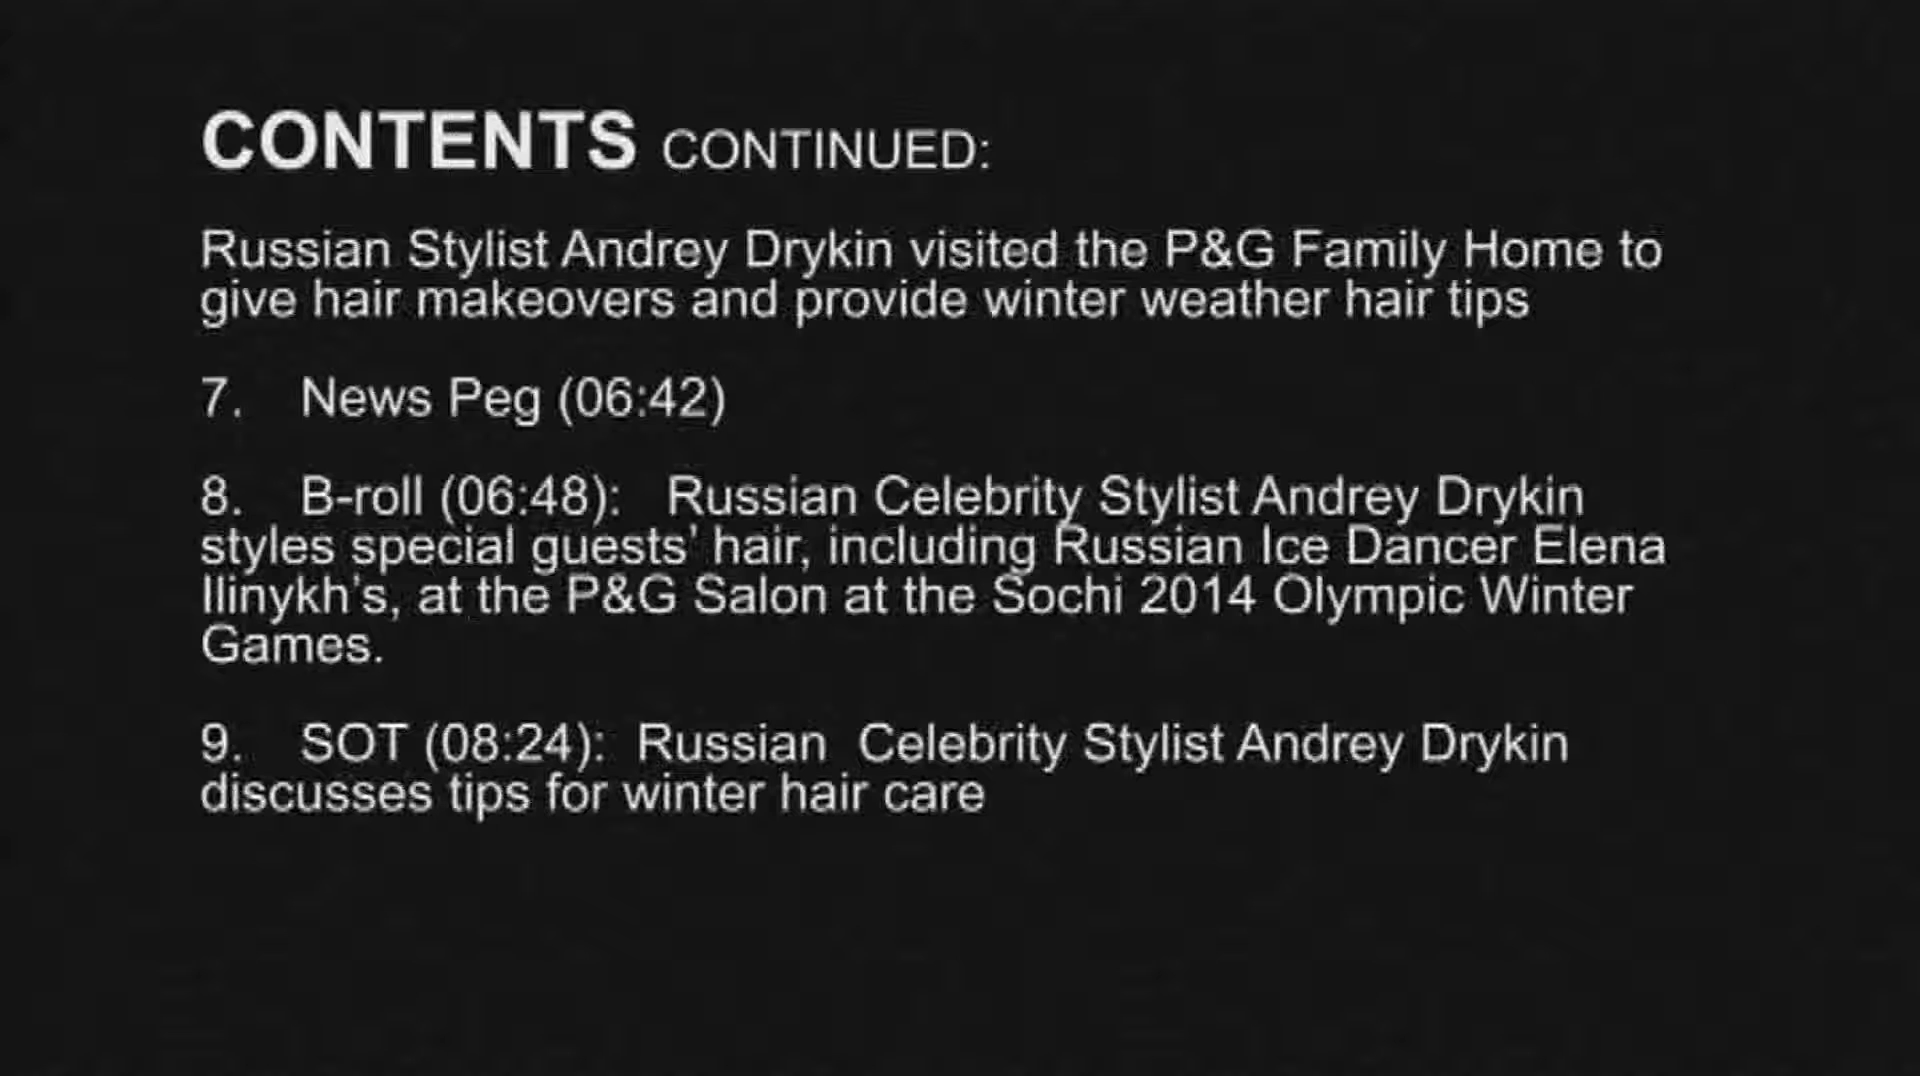 CONTENTS CONTINUED:
Russian Stylist Andrey Drykin visited the P&G Family Home to
give hair makeovers and provide winter weather hair tips
7. News Peg (06:42)
8. B-roll (06:48): Russian Celebrity Stylist Andrey Drykin
styles special guests' hair, including Russian Ice Dancer Elena
Ilinykh's, at the P&G Salon at the Sochi 2014 Olympic Winter
Games.
9. SOT (08:24): Russian Celebrity Stylist Andrey Drykin
discusses tips for winter hair care